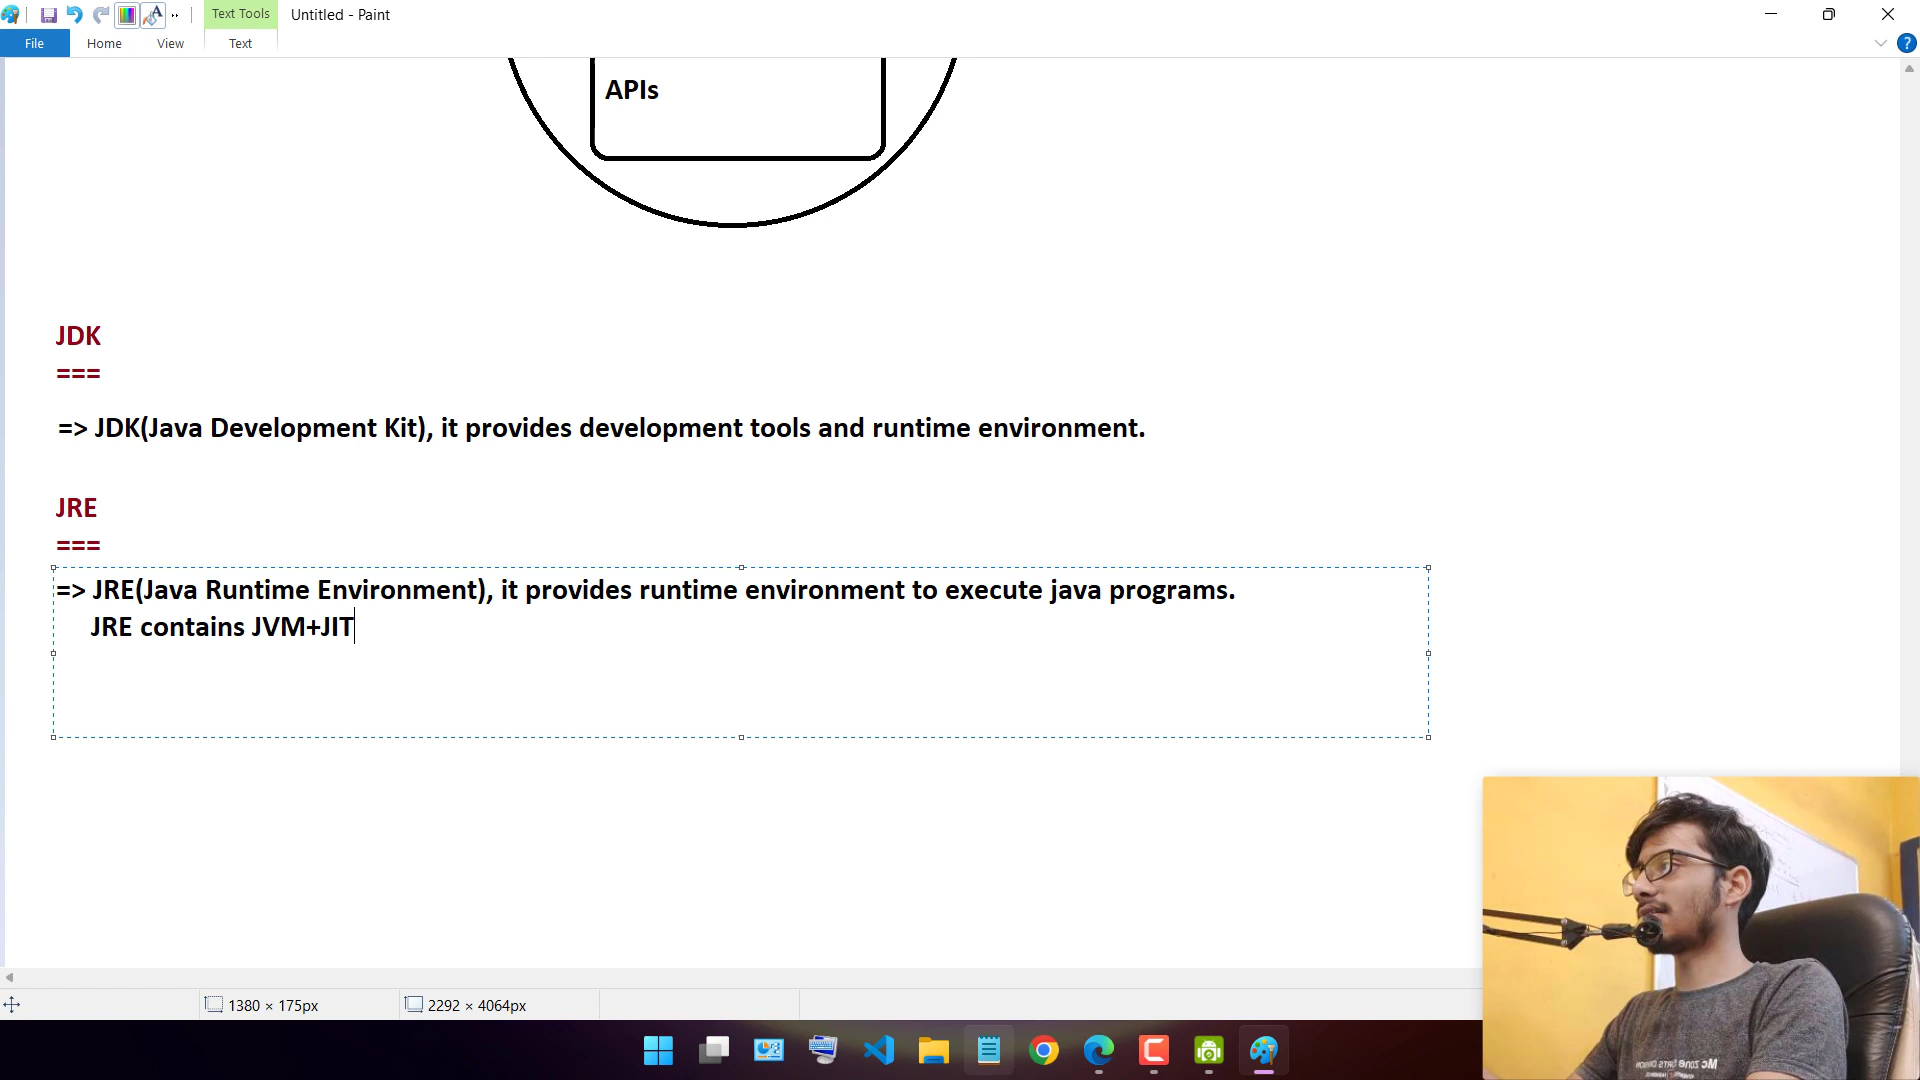 Text Tools
Untitled - Paint
File
Home
View
Text
APIs
JDK
===
=> JDK(Java Development Kit), it provides development tools and runtime environment.
JRE
===
=> JRE(Java Runtime Environment), it provides runtime environment to execute java programs.
JRE contains JVM+JIT
1380 × 175px
2292 × 4064px